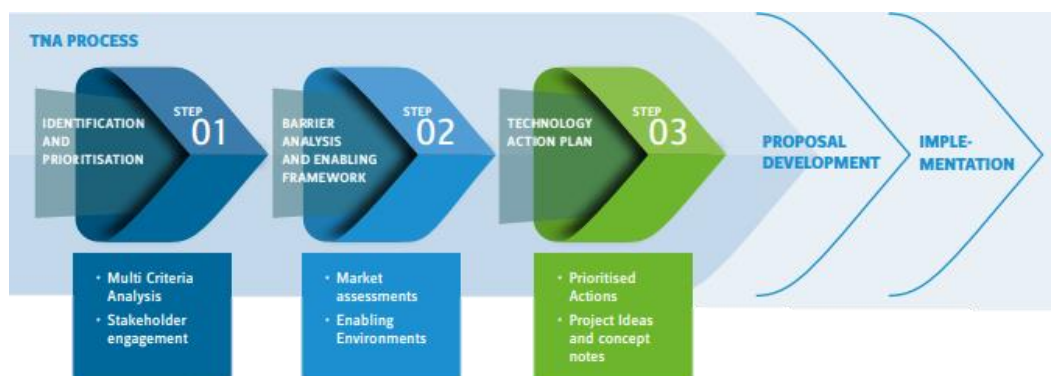 TNA PROCESS
IDENTIFICATION
AND
PRIORITISATION
STEP
01
BARRIER
ANALYSIS
AND ENABLING
FRAMEWORK
STEP
02
TECHNOLOGY
ACTION PLAN
STEP
03
PROPOSAL
DEVELOPMENT
IMPLE-
MENTATION
• Multi Criteria
Analysis
• Stakeholder
engagement
• Market
assessments
• Enabling
Environments
• Prioritised
Actions
• Project Ideas
and concept
notes